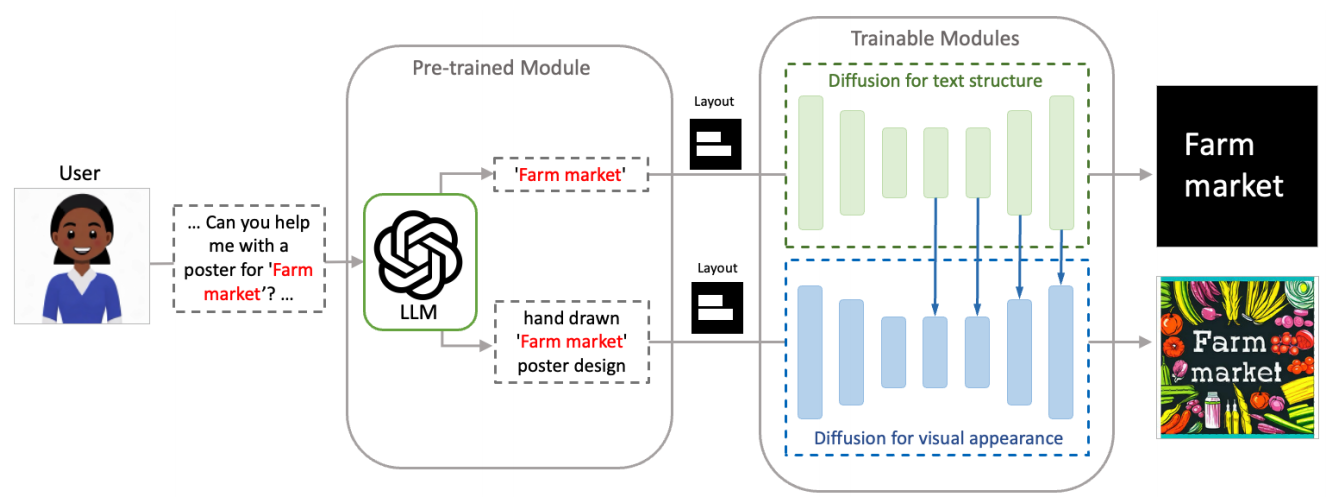 User
... Can you help
me with a
poster for 'Farm
market'? ...
Pre-trained Module
LLM
'Farm market'
hand drawn
'Farm market'
poster design
Layout
Layout
Trainable Modules
Diffusion for text structure
Diffusion for visual appearance
Farm
market
Farm
market